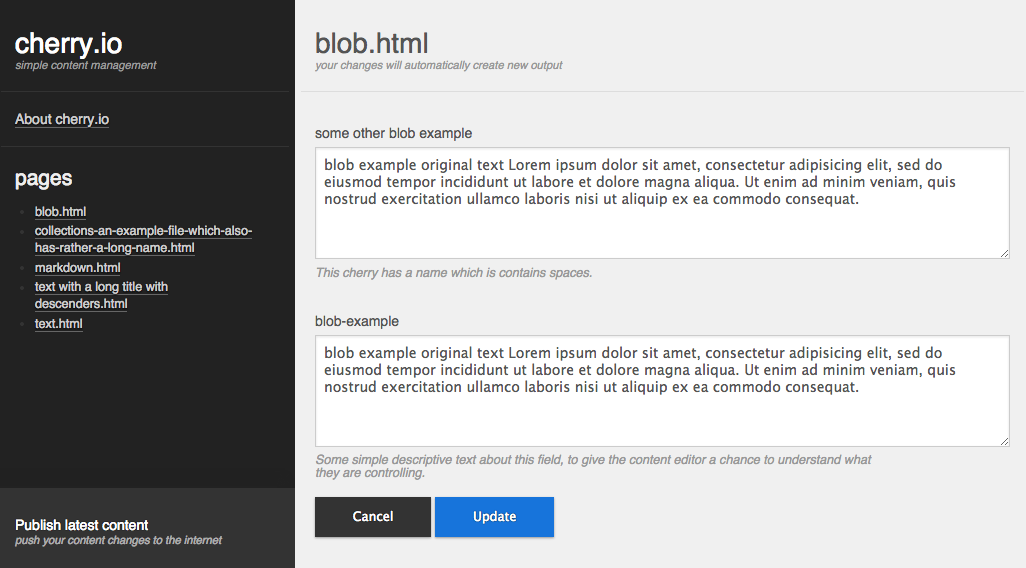 cherry.io
simple content management
About cherry.io
pages
blob.html
collections-an-example-file-which-also-
has-rather-a-long-name.html
markdown.html
text with a long title with
descenders.html
text.html
Publish latest content
push your content changes to the internet
blob.html
your changes will automatically create new output
some other blob example
blob example original text Lorem ipsum dolor sit amet, consectetur adipisicing elit, sed do
eiusmod tempor incididunt ut labore et dolore magna aliqua. Ut enim ad minim veniam, quis
nostrud exercitation ullamco laboris nisi ut aliquip ex ea commodo consequat.
This cherry has a name which is contains spaces.
blob-example
blob example original text Lorem ipsum dolor sit amet, consectetur adipisicing elit, sed do
eiusmod tempor incididunt ut labore et dolore magna aliqua. Ut enim ad minim veniam, quis
nostrud exercitation ullamco laboris nisi ut aliquip ex ea commodo consequat.
Some simple descriptive text about this field, to give the content editor a chance to understand what
they are controlling.
Cancel
Update